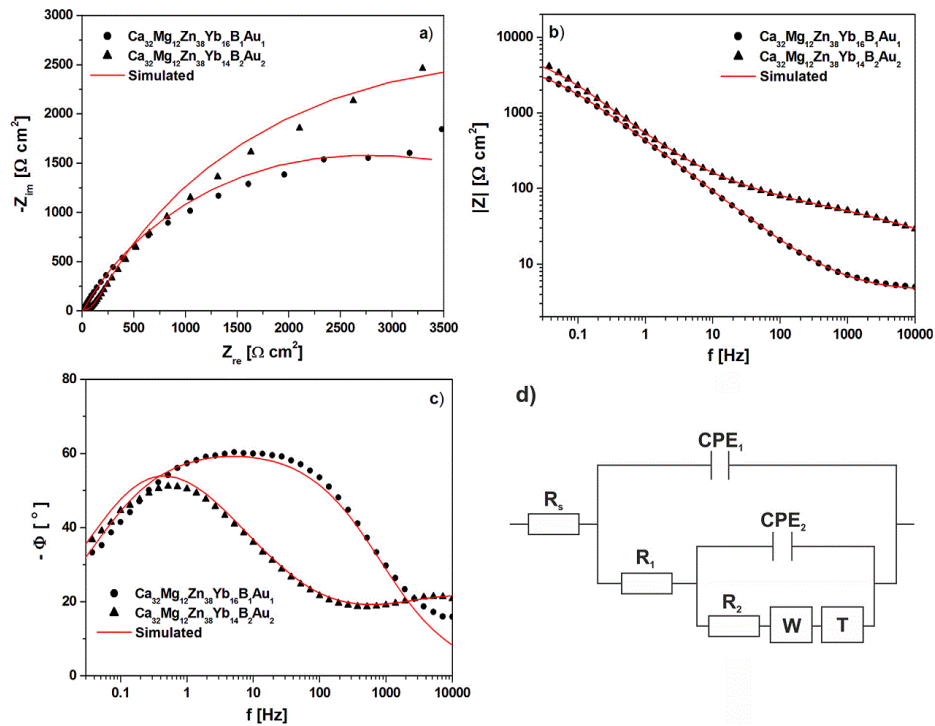 a)
Ca32Mg12Zn38Yb16B1Au1
Ca32Mg12Zn38Yb14B2Au2
Simulated
3000
2500
2000
1500
1000
500
0
-Zim [Ω cm2]
0 500 1000 1500 2000 2500 3000 3500
Zre [Ω cm2]
b)
Ca32Mg12Zn38Yb16B1Au1
Ca32Mg12Zn38Yb14B2Au2
Simulated
10000
1000
100
10
|Z| [Ω cm2]
0.1 1 10 100 1000 10000
f [Hz]
c)
80
60
40
20
0
- Φ [ ° ]
Ca32Mg12Zn38Yb16B1Au1
Ca32Mg12Zn38Yb14B2Au2
Simulated
0.1 1 10 100 1000 10000
f [Hz]
d)
CPE1
Rs
CPE2
R1
R2 W T